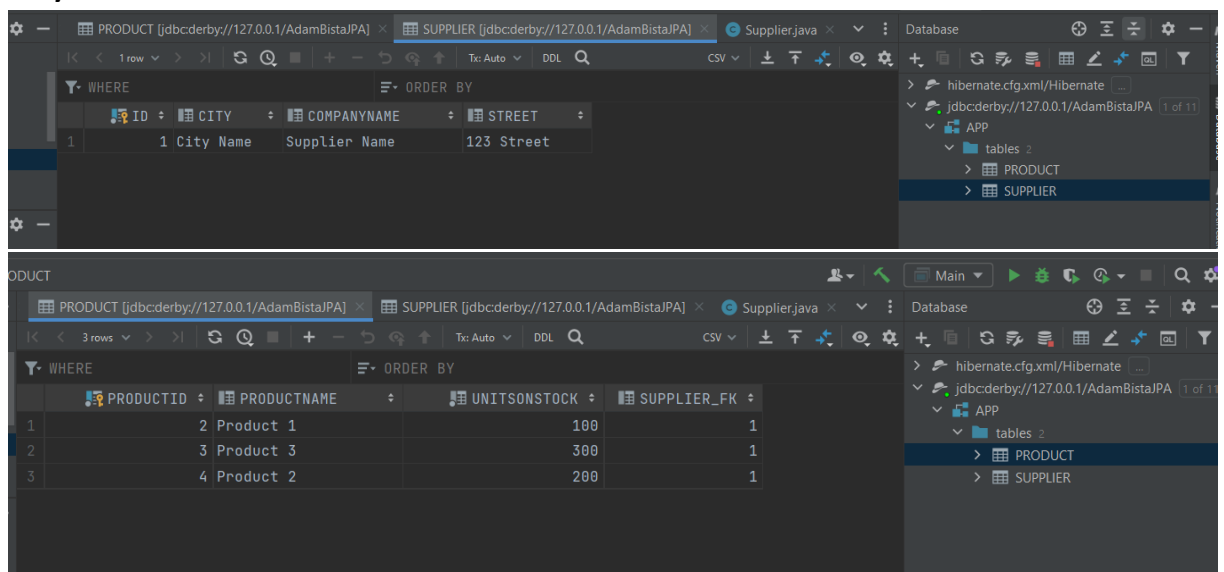 PRODUCT [jdbc:derby://127.0.0.1/AdamBistaJPA] SUPPLIER [jdbc:derby://127.0.0.1/AdamBistaJPA] Supplier.java Database
1 row Tx: Auto DDL CSV
WHERE ORDER BY
hibernate.cfg.xml/Hibernate ...
ID CITY COMPANYNAME STREET
jdbc:derby://127.0.0.1/AdamBistaJPA 1 of 11
1 1 City Name Supplier Name 123 Street
APP
tables 2
PRODUCT
SUPPLIER
ODUCT Main
PRODUCT [jdbc:derby://127.0.0.1/AdamBistaJPA] SUPPLIER [jdbc:derby://127.0.0.1/AdamBistaJPA] Supplier.java Database
3 rows Tx: Auto DDL CSV
WHERE ORDER BY
hibernate.cfg.xml/Hibernate ...
PRODUCTID PRODUCTNAME UNITSONSTOCK SUPPLIER_FK
jdbc:derby://127.0.0.1/AdamBistaJPA 1 of 11
1 2 Product 1 100 1
APP
2 3 Product 3 300 1
tables 2
3 4 Product 2 200 1
PRODUCT
SUPPLIER